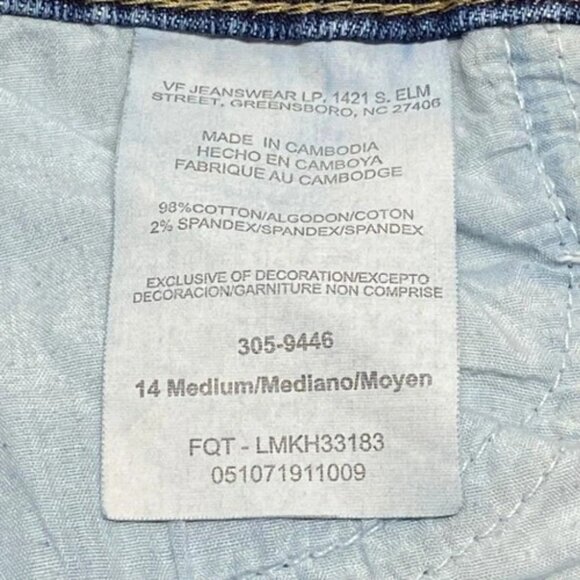 VF JEANSWEAR LP, 1421 S. ELM
STREET, GREENSBORO, NC 27406
MADE IN CAMBODIA
HECHO EN CAMBOYA
FABRIQUE AU CAMBODGE
98%COTTON/ALGODON/COTON
2% SPANDEX/SPANDEX/SPANDEX
EXCLUSIVE OF DECORATION/EXCEPTO
DECORACION/GARNITURE NON COMPRISE
305-9446
14 Medium/Mediano/Moyen
FQT - LMKH33183
051071911009